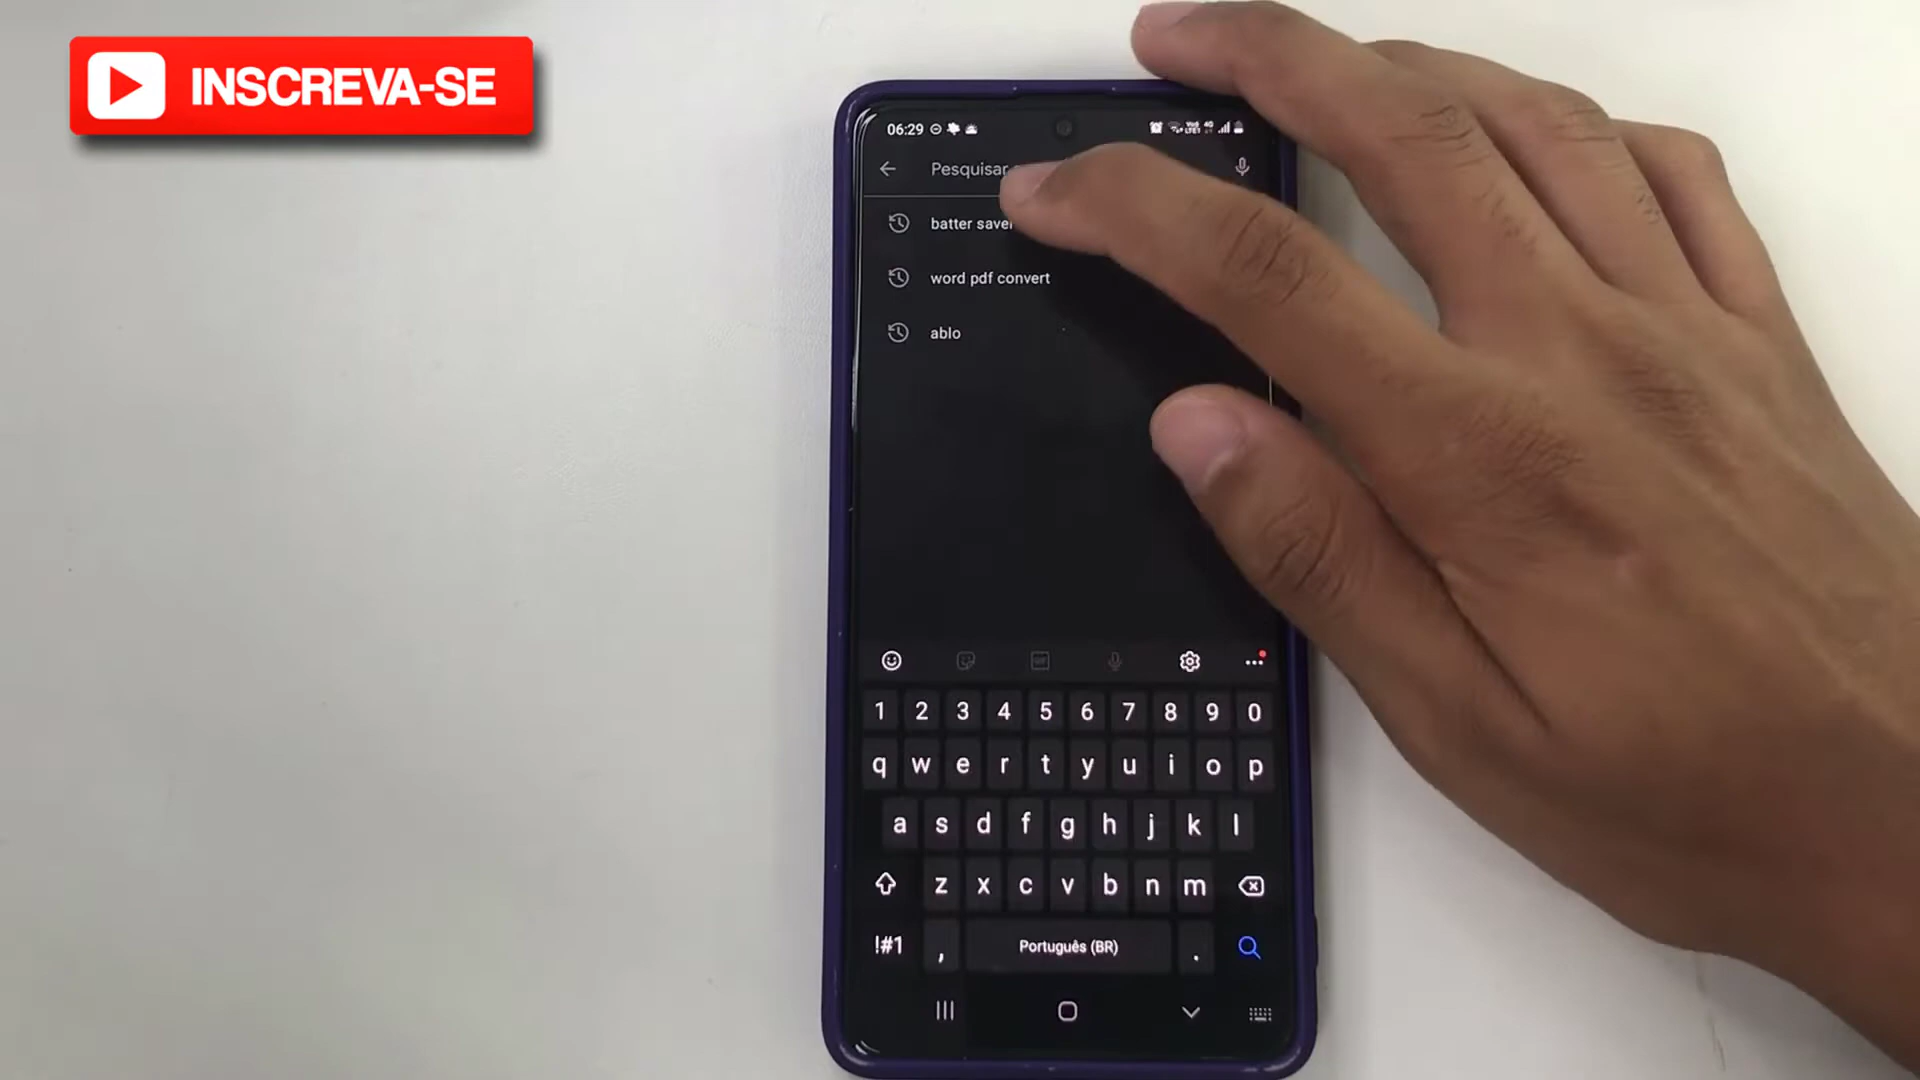 INSCREVA-SE
06:29
Pesquisar
batter saver
word pdf convert
ablo
GIF
1 2 3 4 5 6 7 8 9 0
q w e r t y u i o p
a s d f g h j k l
z x c v b n m
!#1 , Português (BR) .